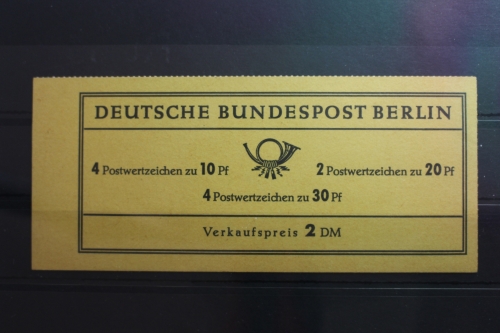 DEUTSCHE BUNDESPOST BERLIN
4 Postwertzeichen zu 10 Pf 2 Postwertzeichen zu 20 Pf
4 Postwertzeichen zu 30 Pf
Verkaufspreis 2 DM